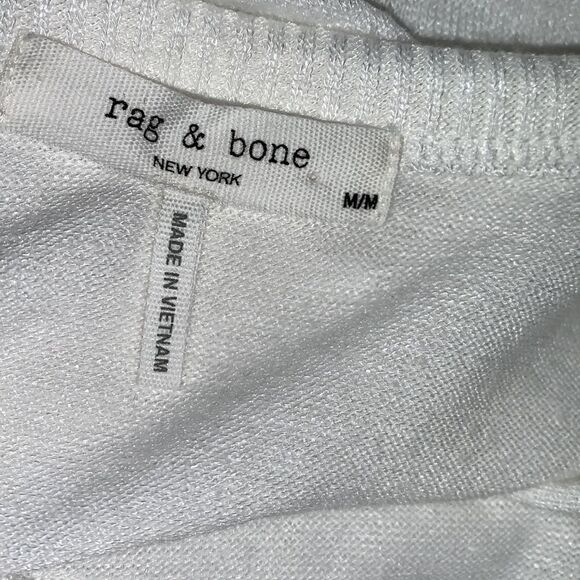 rag & bone
NEW YORK
M/M
MADE IN VIETNAM